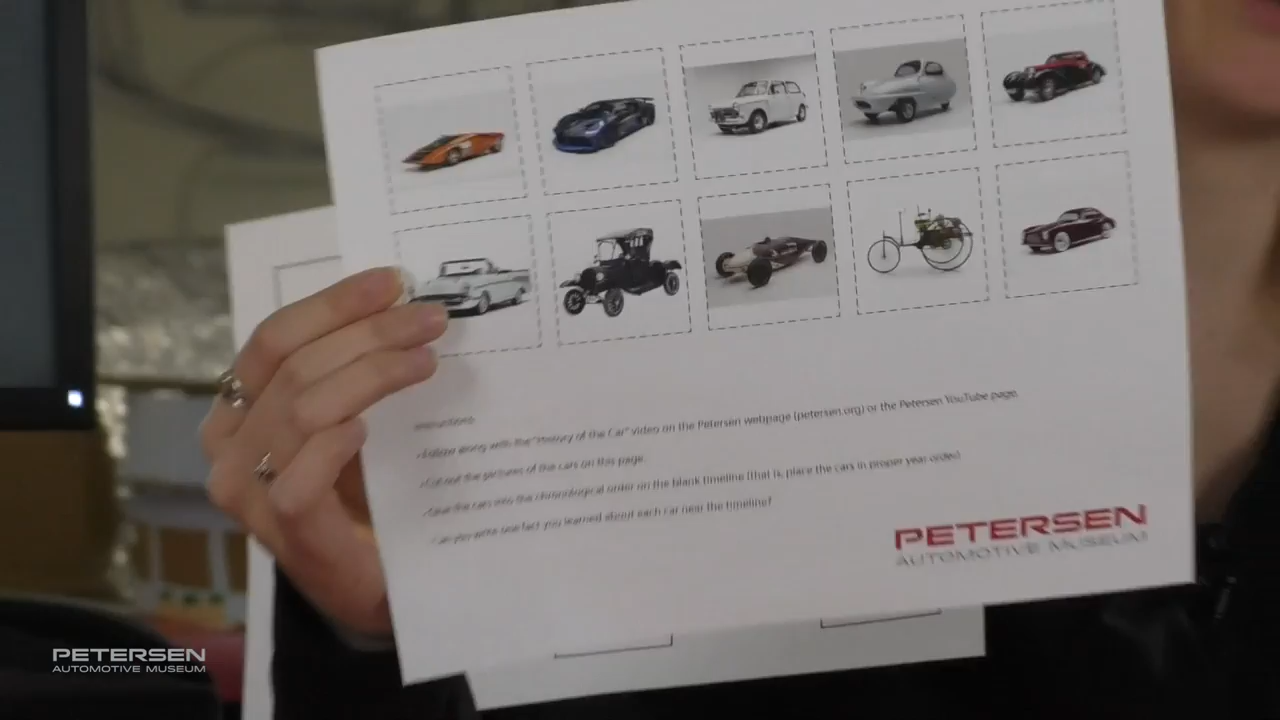 Instructions:
• Follow along with the "History of the Car" video on the Petersen webpage (petersen.org) or the Petersen YouTube page.
• Cut out the pictures of the cars on this page.
• Glue the cars into the chronological order on the blank timeline (that is, place the cars in proper year order)
• Can you write one fact you learned about each car near the timeline?
PETERSEN
AUTOMOTIVE MUSEUM
PETERSEN
AUTOMOTIVE MUSEUM